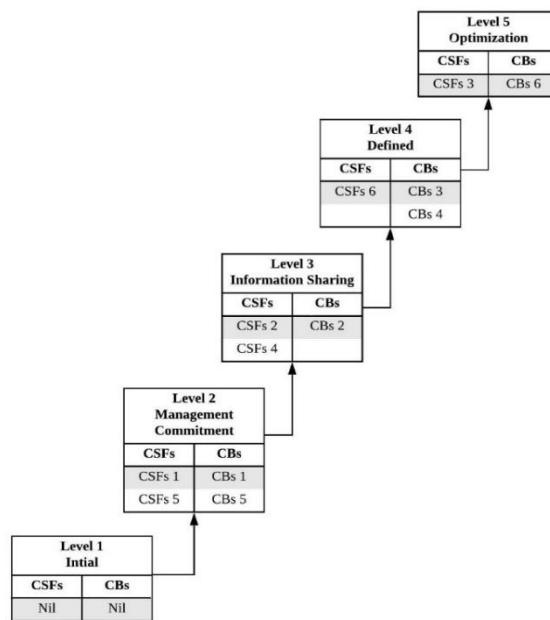 Level 5
Optimization
CSFs CBs
CSFs 3 CBs 6
Level 4
Defined
CSFs CBs
CSFs 6 CBs 3
CBs 4
Level 3
Information Sharing
CSFs CBs
CSFs 2 CBs 2
CSFs 4
Level 2
Management
Commitment
CSFs CBs
CSFs 1 CBs 1
CSFs 5 CBs 5
Level 1
Intial
CSFs CBs
Nil Nil